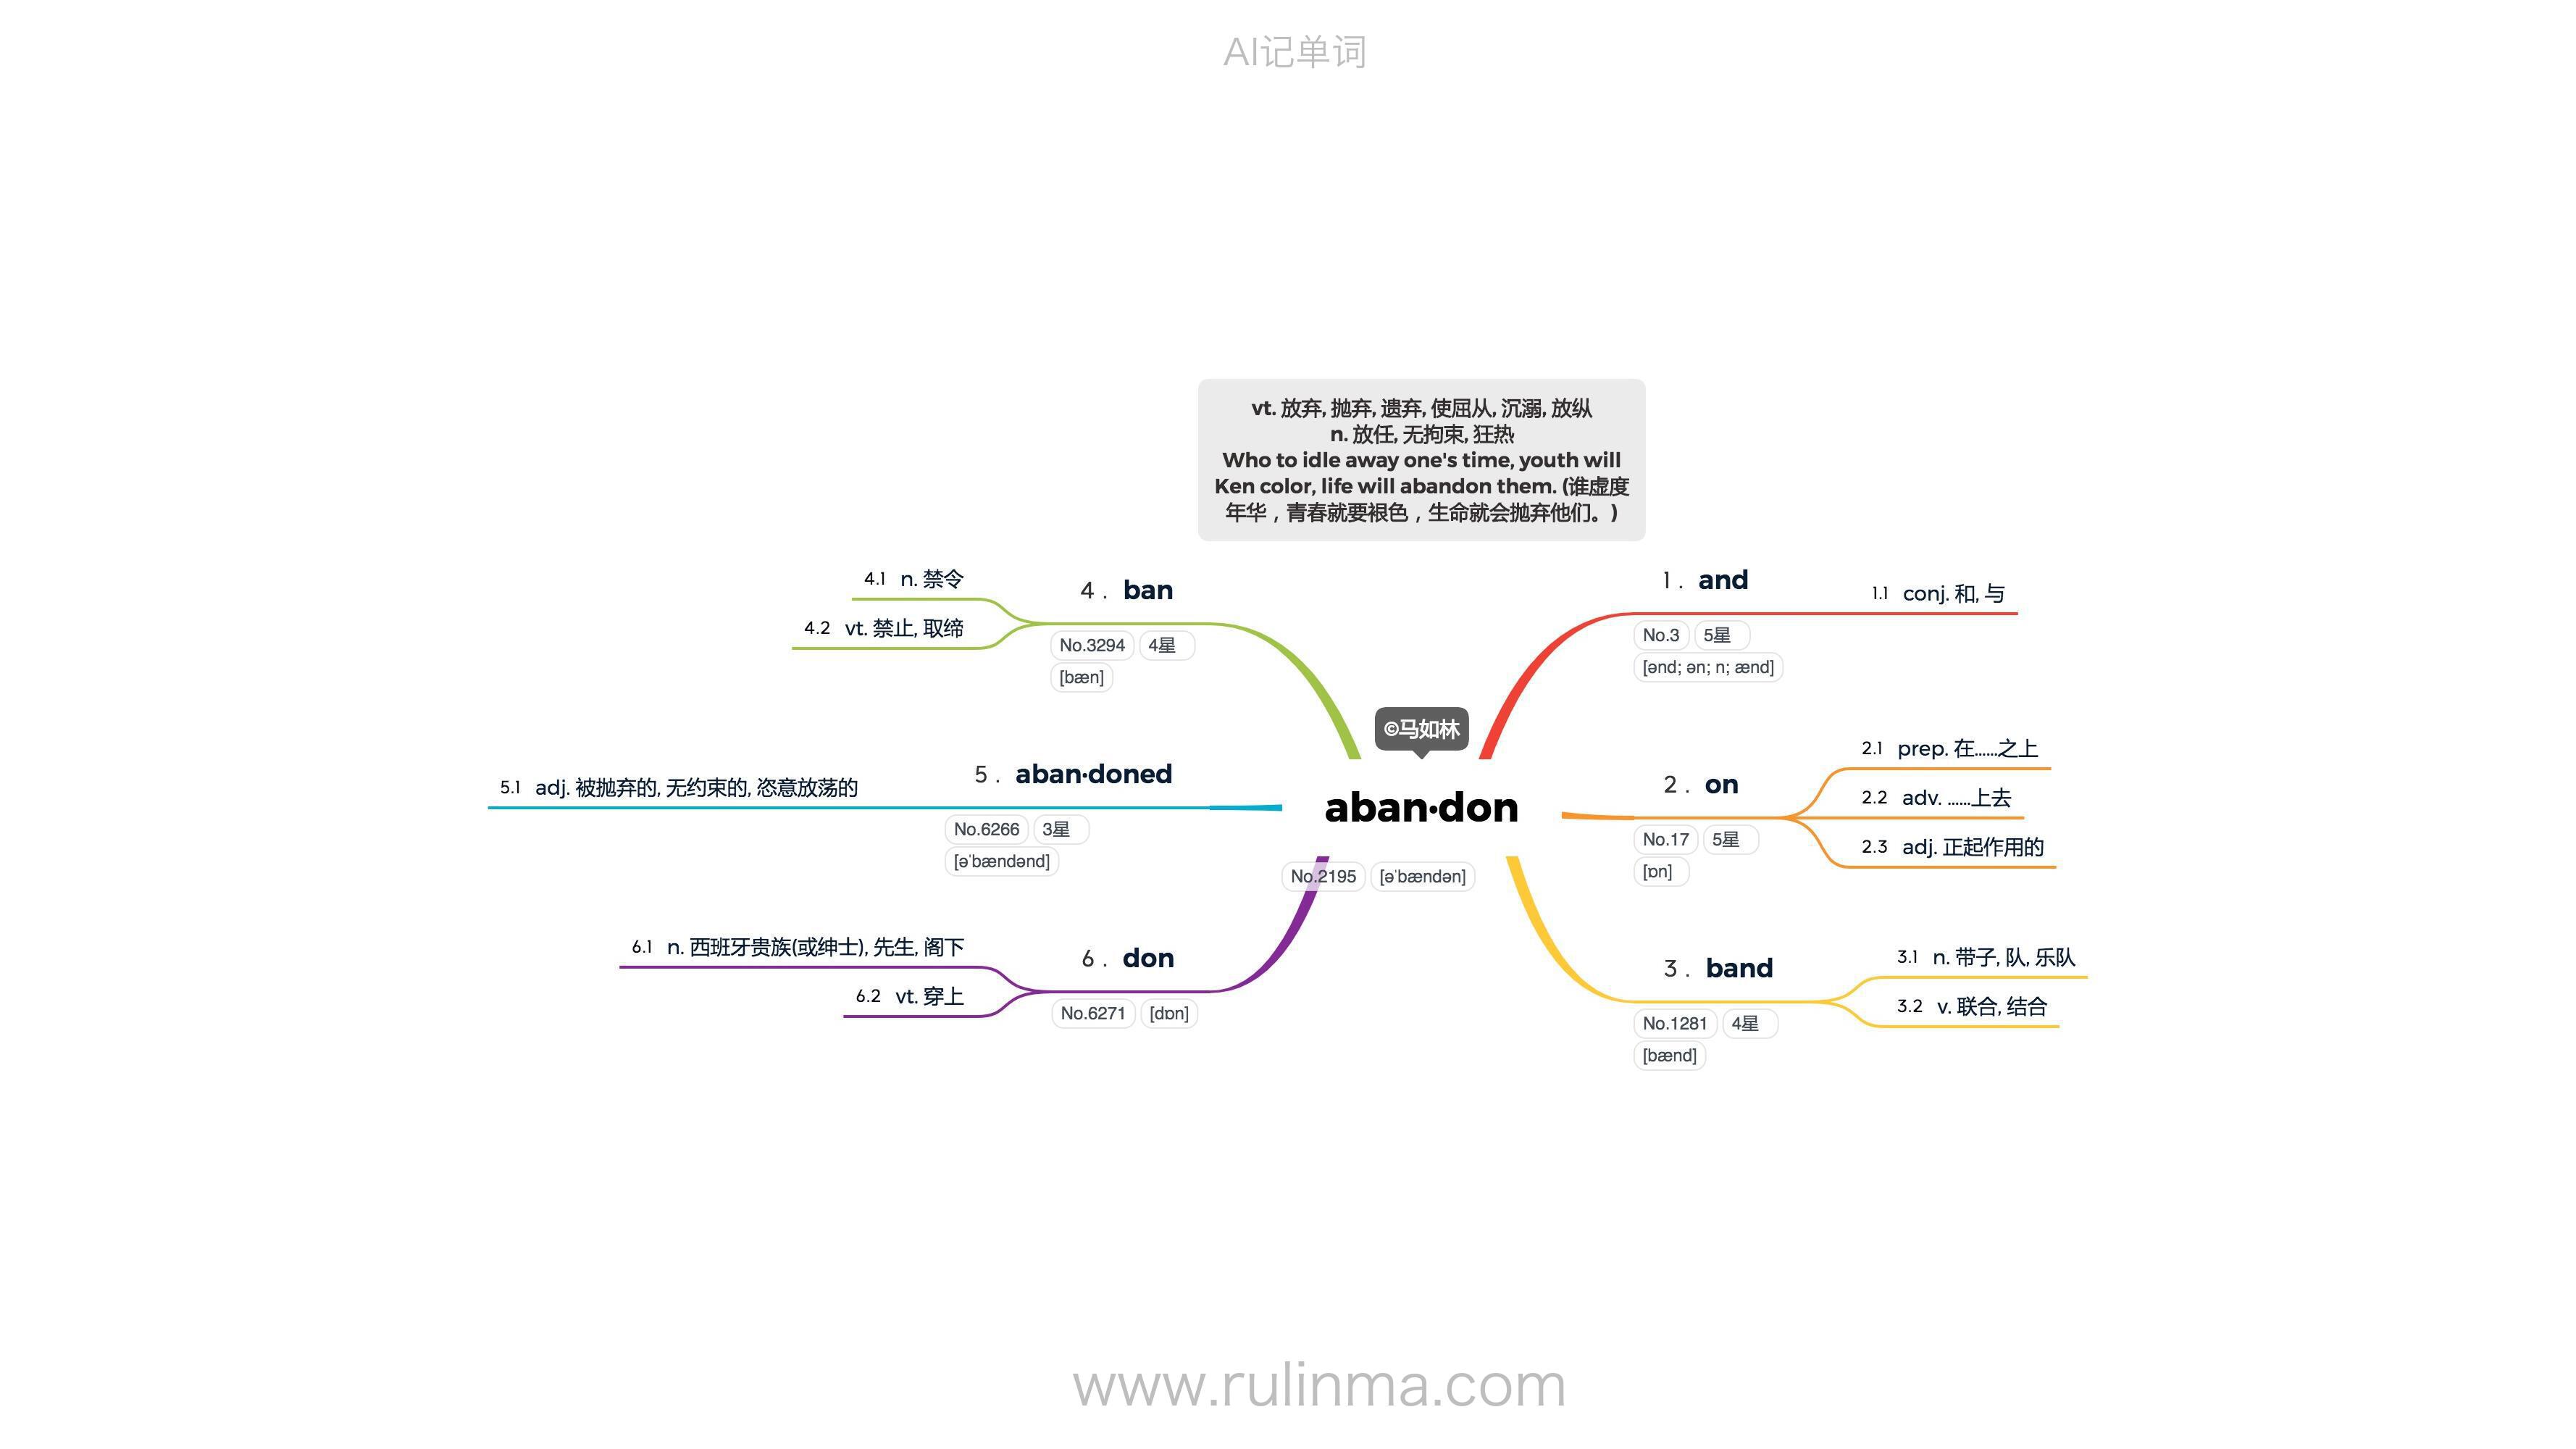 AI记单词
vt. 放弃, 抛弃, 遗弃, 使屈从, 沉溺, 放纵
n. 放任, 无拘束, 狂热
Who to idle away one's time, youth will
Ken color, life will abandon them. (谁虚度
年华，青春就要裉色，生命就会抛弃他们。)
©马如林
aban·don
No.2195 [ə'bændən]
1 . and
No.3 5星
[ənd; ən; n; ænd]
1.1 conj. 和, 与
2 . on
No.17 5星
[ɒn]
2.1 prep. 在……之上
2.2 adv. ……上去
2.3 adj. 正起作用的
3 . band
No.1281 4星
[bænd]
3.1 n. 带子, 队, 乐队
3.2 v. 联合, 结合
4 . ban
No.3294 4星
[bæn]
4.1 n. 禁令
4.2 vt. 禁止, 取缔
5 . aban·doned
No.6266 3星
[ə'bændənd]
5.1 adj. 被抛弃的, 无约束的, 恣意放荡的
6 . don
No.6271 [dɒn]
6.1 n. 西班牙贵族(或绅士), 先生, 阁下
6.2 vt. 穿上
www.rulinma.com